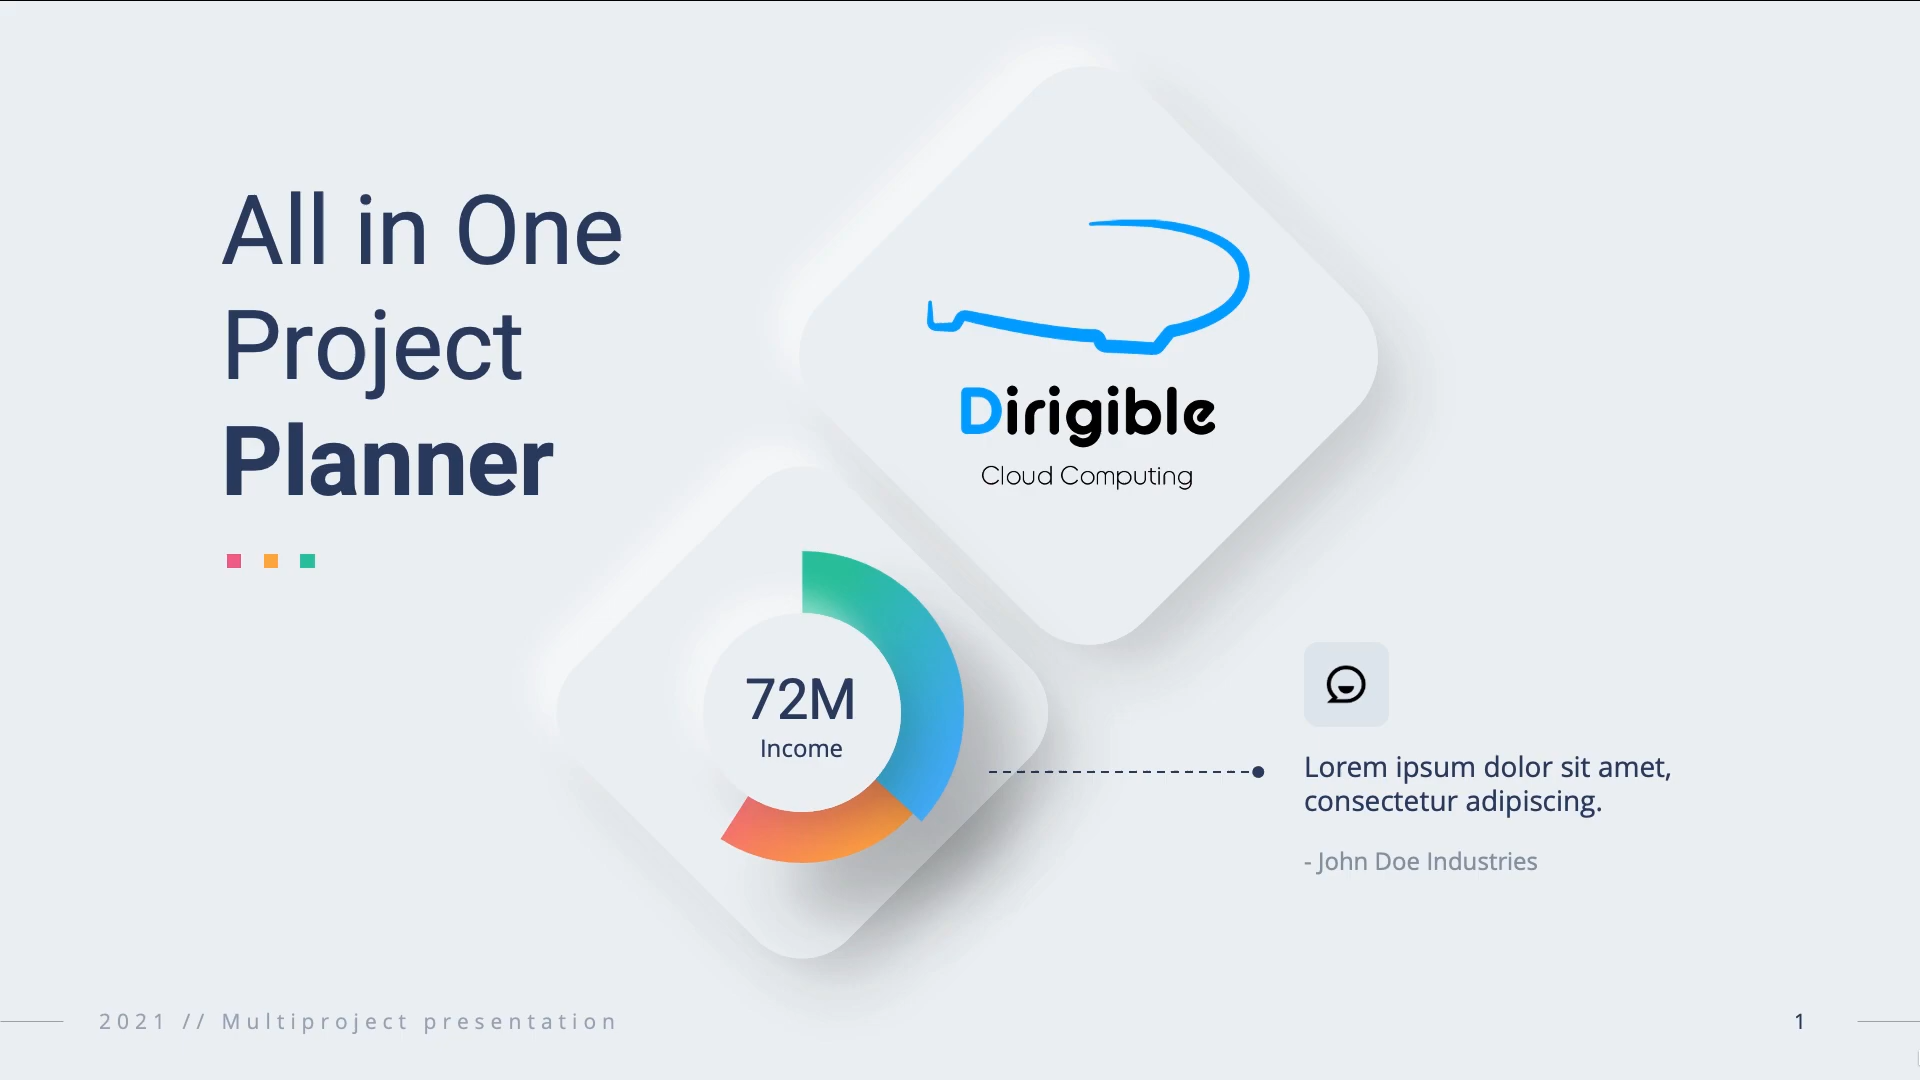 All in One
Project
Planner
Dirigible
Cloud Computing
72M
Income
Lorem ipsum dolor sit amet,
consectetur adipiscing.
- John Doe Industries
2021 // Multiproject presentation
1